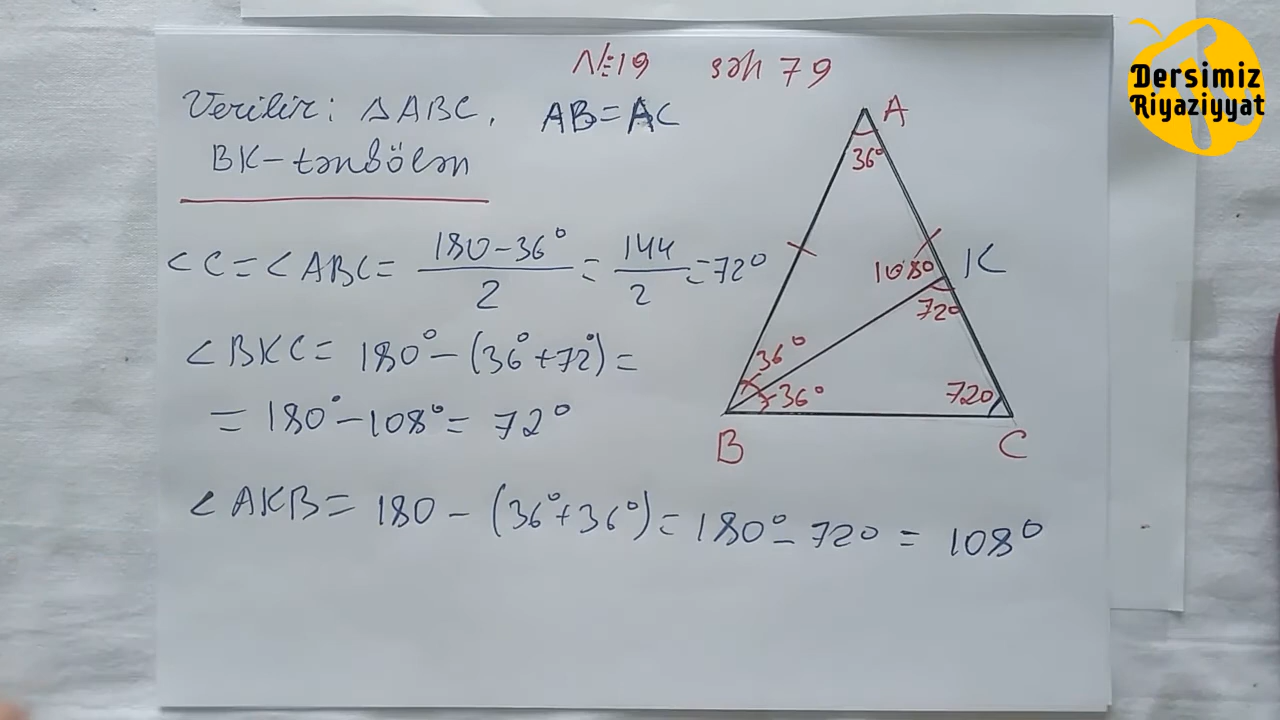 №19 səh 79
Verilir: △ABC, AB=AC
BK-tənbölən
<C=<ABC= (180-36°)/2 = 144/2 =72°
<BKC= 180°-(36°+72°)=
= 180°-108°= 72°
<AKB= 180-(36°+36°)=180°-72°= 108°
A
36°
108°
K
72°
36°
36°
72°
B
C
Dersimiz
Riyaziyyat